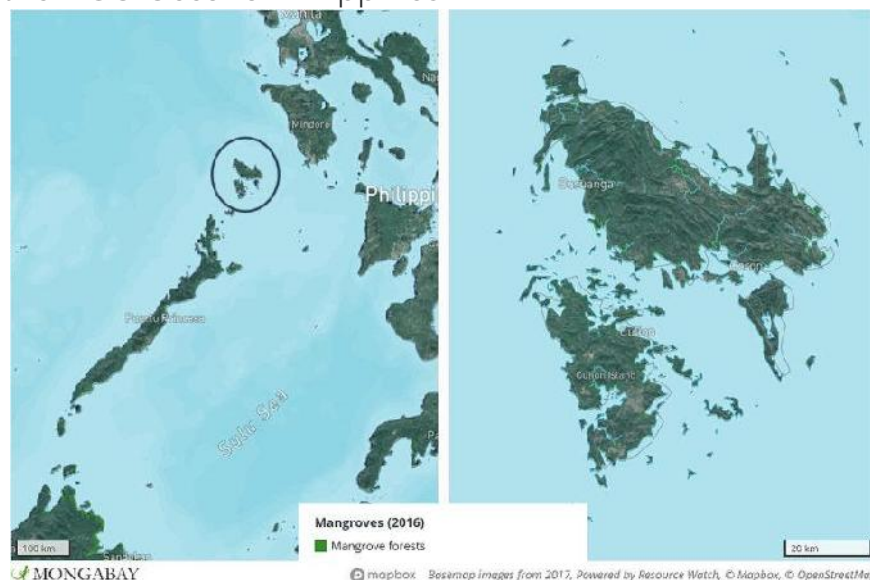 Mindoro
Philippi
Puerto Princesa
Sulu Sea
100 km
Busuanga
Coron
Culion
Culion Island
20 km
Mangroves (2016)
Mangrove forests
MONGABAY
mapbox Basemap images from 2017, Powered by Resource Watch, © Mapbox, © OpenStreetMa